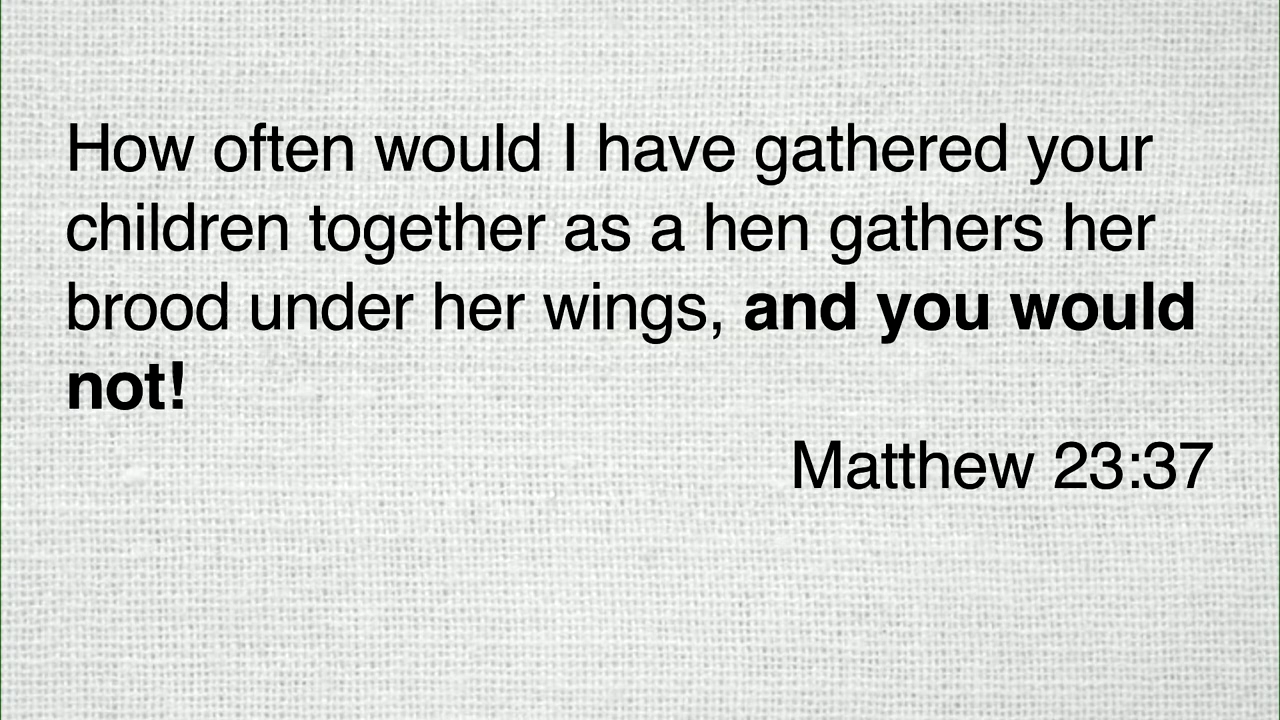 How often would I have gathered your
children together as a hen gathers her
brood under her wings, and you would
not!
Matthew 23:37